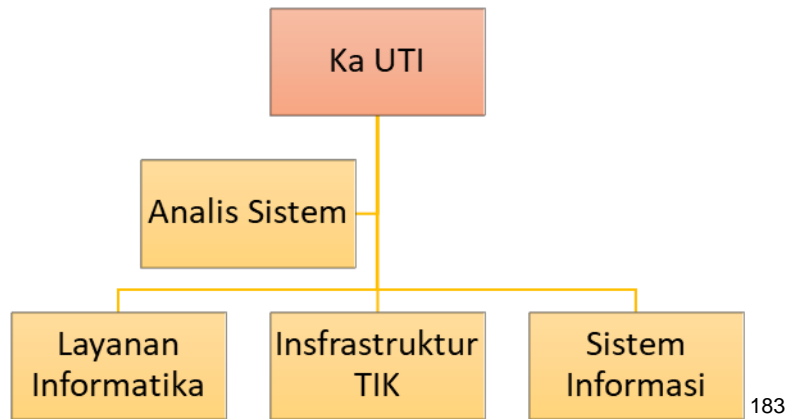 Ka UTI
Analis Sistem
Layanan
Informatika
Insfrastruktur
TIK
Sistem
Informasi
183